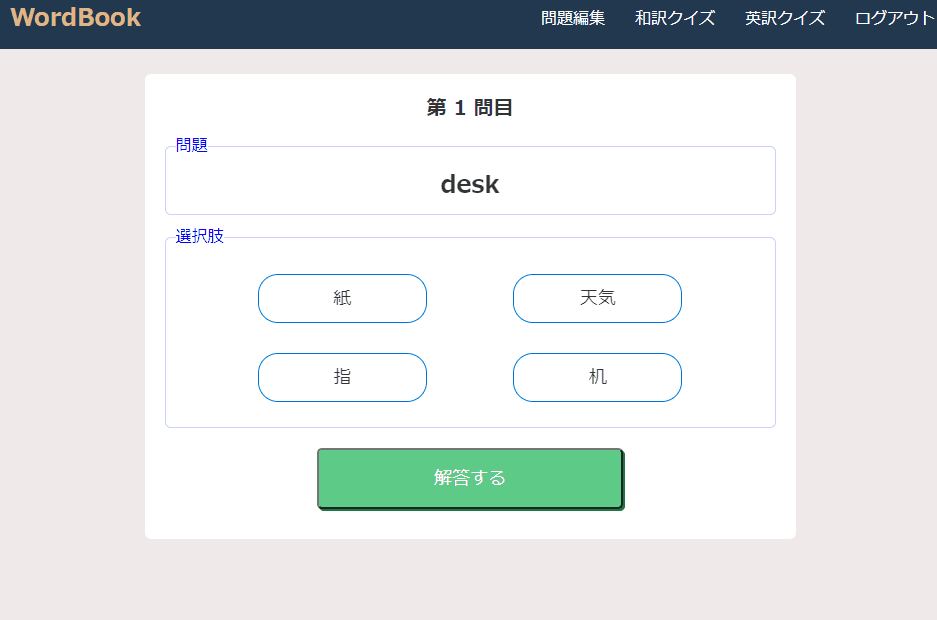 WordBook
問題編集 和訳クイズ 英訳クイズ ログアウト
第 1 問目
問題
desk
選択肢
紙 天気
指 机
解答する